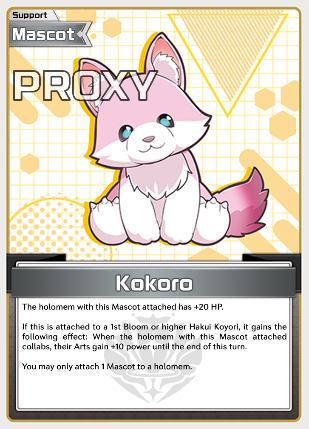 Support
Mascot
PROXY
Kokoro
The holomem with this Mascot attached has +20 HP.
If this is attached to a 1st Bloom or higher Hakui Koyori, it gains the
following effect: When the holomem with this Mascot attached
collabs, their Arts gain +10 power until the end of this turn.
You may only attach 1 Mascot to a holomem.